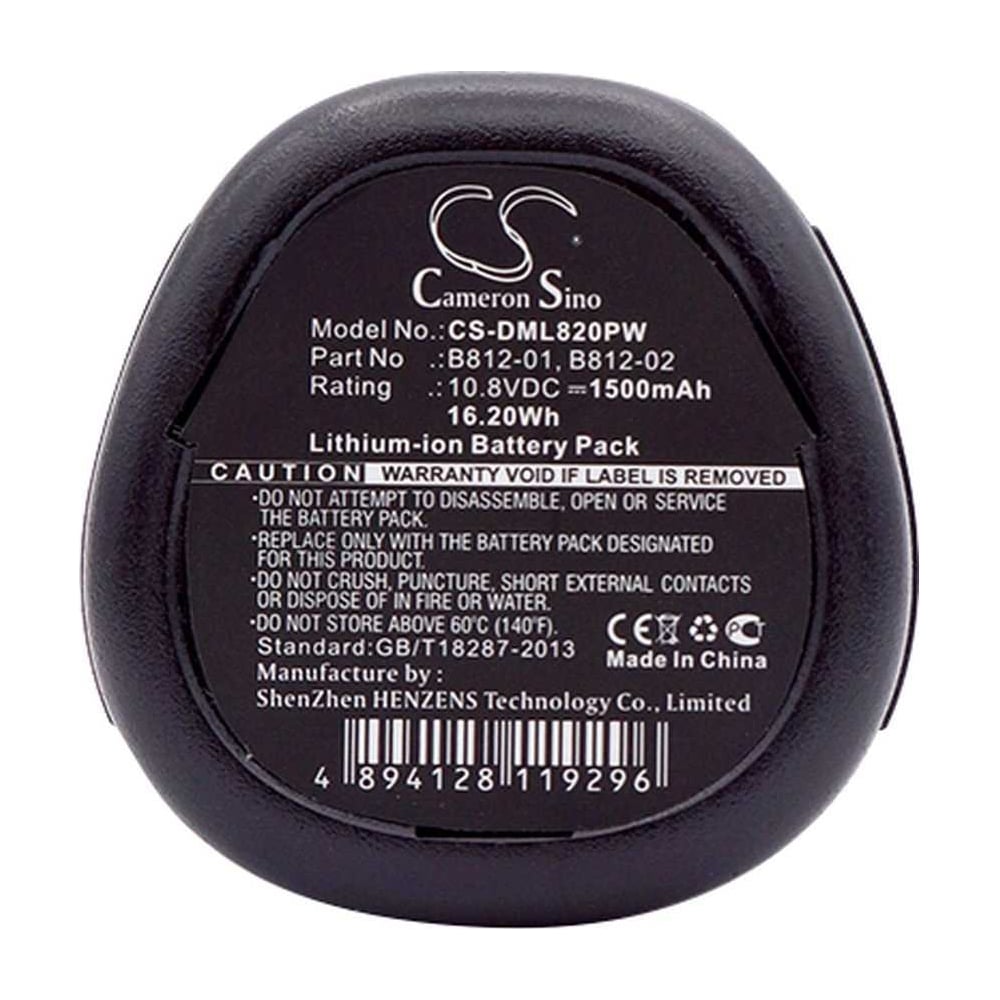 CS
Cameron Sino
Model No.:CS-DML820PW
Part No .:B812-01, B812-02
Rating .:10.8VDC ⎓1500mAh
16.20Wh
Lithium-ion Battery Pack
CAUTION WARRANTY VOID IF LABEL IS REMOVED
•DO NOT ATTEMPT TO DISASSEMBLE, OPEN OR SERVICE
THE BATTERY PACK.
•REPLACE ONLY WITH THE BATTERY PACK DESIGNATED
FOR THIS PRODUCT.
•DO NOT CRUSH, PUNCTURE, SHORT EXTERNAL CONTACTS
OR DISPOSE OF IN FIRE OR WATER.
•DO NOT STORE ABOVE 60°C (140°F).
Standard:GB/T18287-2013
CE PCT
Made In China
Manufacture by :
ShenZhen HENZENS Technology Co., Limited
4 894128 119296